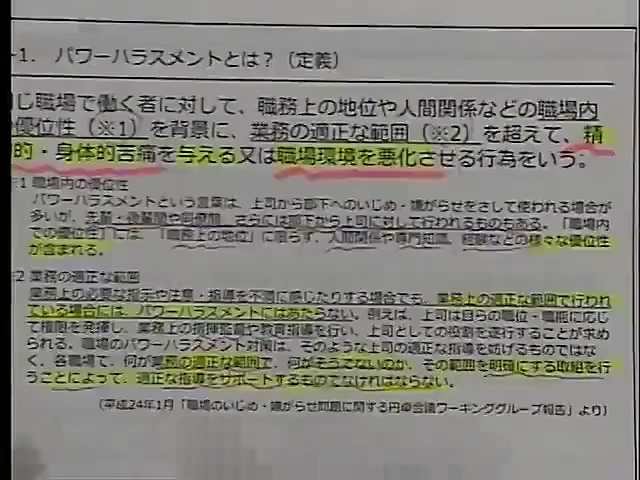 -1. パワーハラスメントとは？（定義）
じ職場で働く者に対して、職務上の地位や人間関係などの職場内
優位性（※1）を背景に、業務の適正な範囲（※2）を超えて、精
的・身体的苦痛を与える又は職場環境を悪化させる行為をいう。
※1 職場内の優位性
パワーハラスメントという言葉は、上司から部下へのいじめ・嫌がらせをさして使われる場合が
多いが、先輩・後輩間や同僚間、さらには部下から上司に対して行われるものもある。「職場内
での優位性」には、「職務上の地位」に限らず、人間関係や専門知識、経験などの様々な優位性
が含まれる。
2 業務の適正な範囲
業務上の必要な指示や注意・指導を不満に感じたりする場合でも、業務上の適正な範囲で行われ
ている場合には、パワーハラスメントにはあたらない。例えば、上司は自らの職位・職能に応じ
て権限を発揮し、業務上の指揮監督や教育指導を行い、上司としての役割を遂行することが求め
られる。職場のパワーハラスメント対策は、そのような上司の適正な指導を妨げるものではな
く、各職場で、何が業務の適正な範囲で、何がそうでないのか、その範囲を明確にする取組を行
うことによって、適正な指導をサポートするものでなければならない。
（平成24年1月「職場のいじめ・嫌がらせ問題に関する円卓会議ワーキンググループ報告」より）